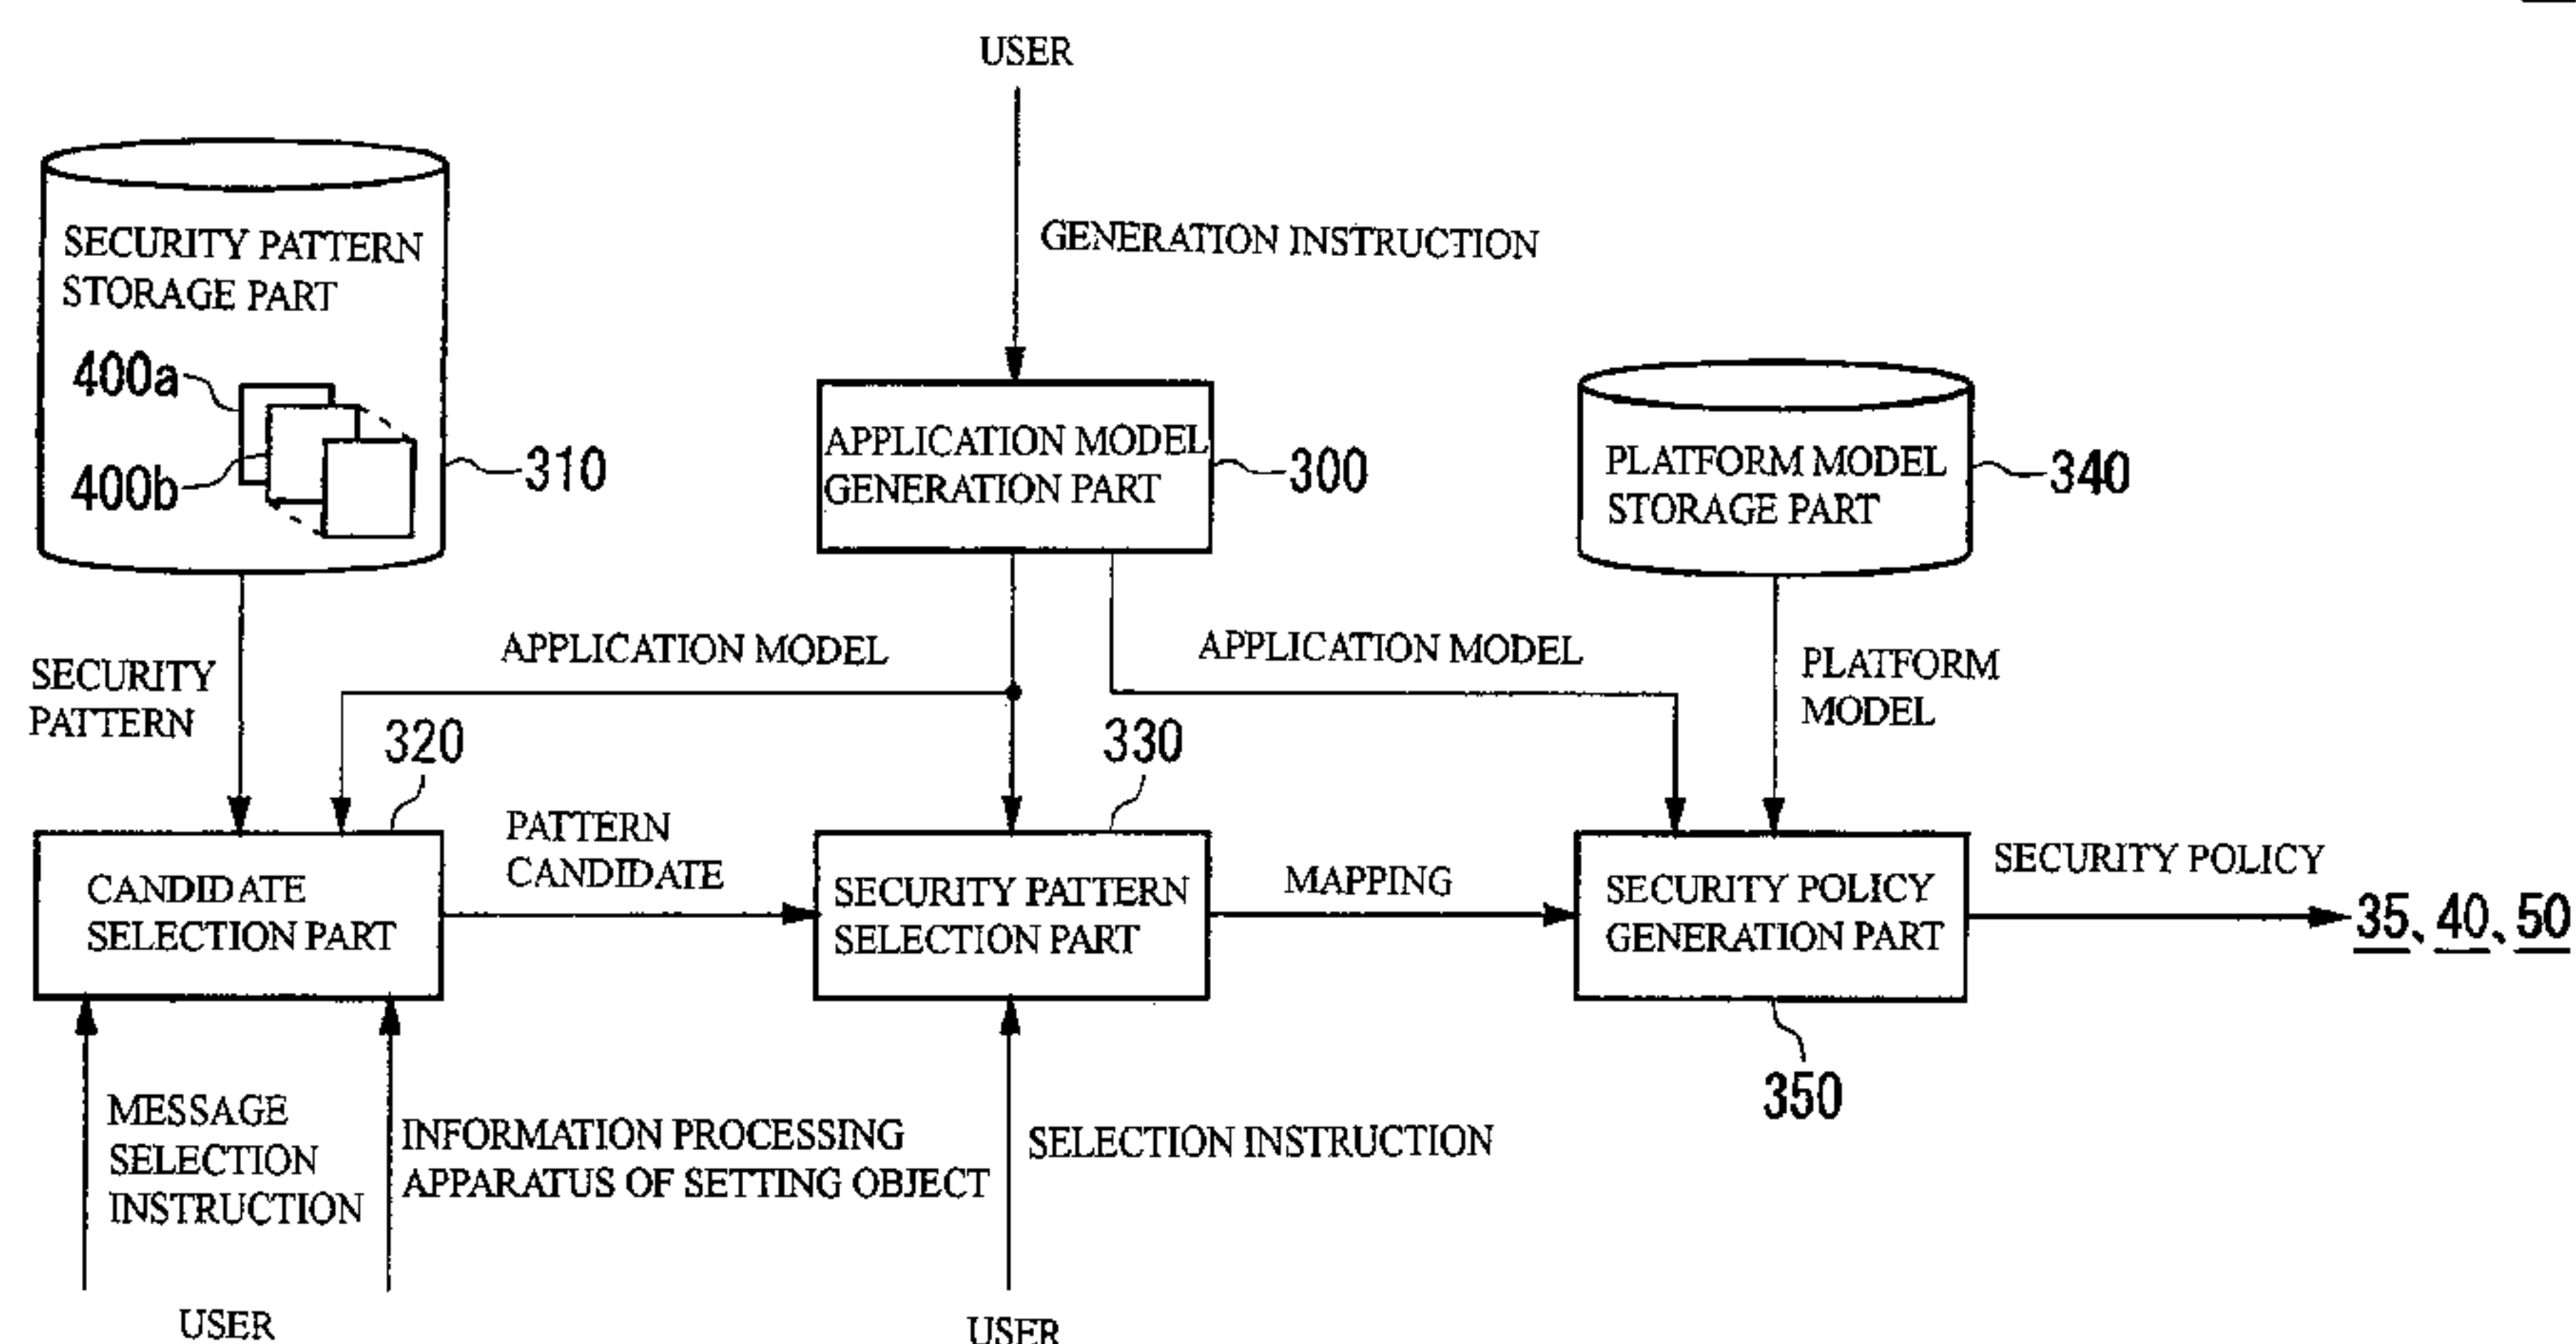 USER
GENERATION INSTRUCTION
SECURITY PATTERN
STORAGE PART
400a
400b
310
APPLICATION MODEL
GENERATION PART
300
PLATFORM MODEL
STORAGE PART
340
SECURITY
PATTERN
APPLICATION MODEL
APPLICATION MODEL
PLATFORM
MODEL
320
330
CANDIDATE
SELECTION PART
PATTERN
CANDIDATE
SECURITY PATTERN
SELECTION PART
MAPPING
SECURITY POLICY
GENERATION PART
SECURITY POLICY
35、40、50
350
MESSAGE
SELECTION
INSTRUCTION
INFORMATION PROCESSING
APPARATUS OF SETTING OBJECT
SELECTION INSTRUCTION
USER
USER